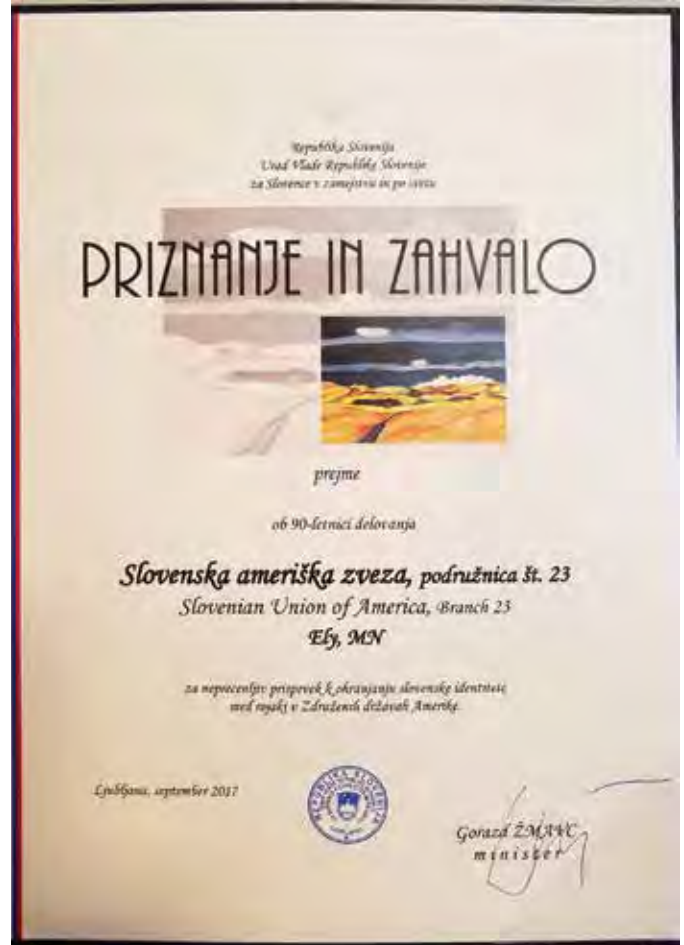 Republika Slovenija
Urad Vlade Republike Slovenije
za Slovence v zamejstvu in po svetu
PRIZNANJE IN ZAHVALO
prejme
ob 90-letnici delovanja
Slovenska ameriška zveza, podružnica št. 23
Slovenian Union of America, Branch 23
Ely, MN
za neprecenljiv prispevek k ohranjanju slovenske identitete
med rojaki v Združenih državah Amerike.
Ljubljana, september 2017
REPUBLIKA SLOVENIJA
Gorazd ŽMAVC
minister